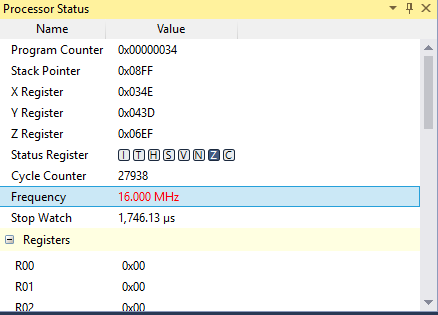 Processor Status
Name Value
Program Counter 0x00000034
Stack Pointer 0x08FF
X Register 0x034E
Y Register 0x043D
Z Register 0x06EF
Status Register I T H S V N Z C
Cycle Counter 27938
Frequency 16.000 MHz
Stop Watch 1,746.13 µs
Registers
R00 0x00
R01 0x00
R02 0x00